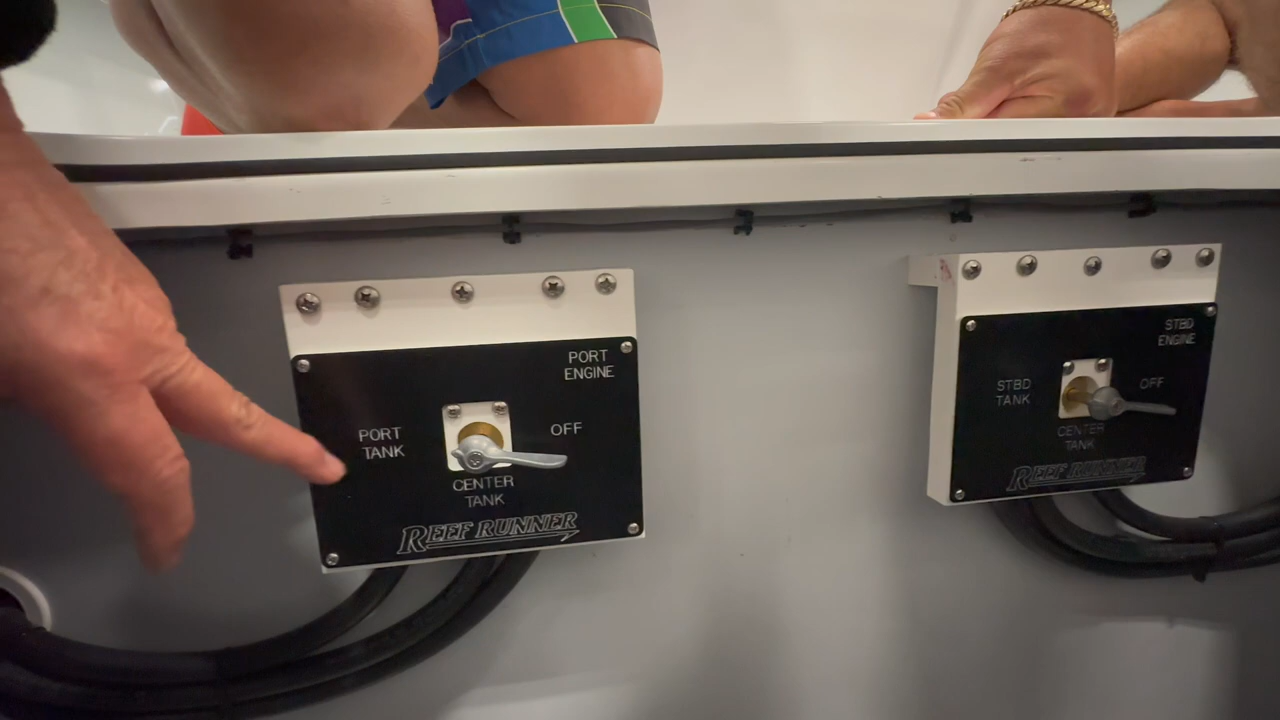 PORT
ENGINE
PORT
TANK
OFF
CENTER
TANK
REEF RUNNER
STBD
ENGINE
STBD
TANK
OFF
CENTER
TANK
REEF RUNNER